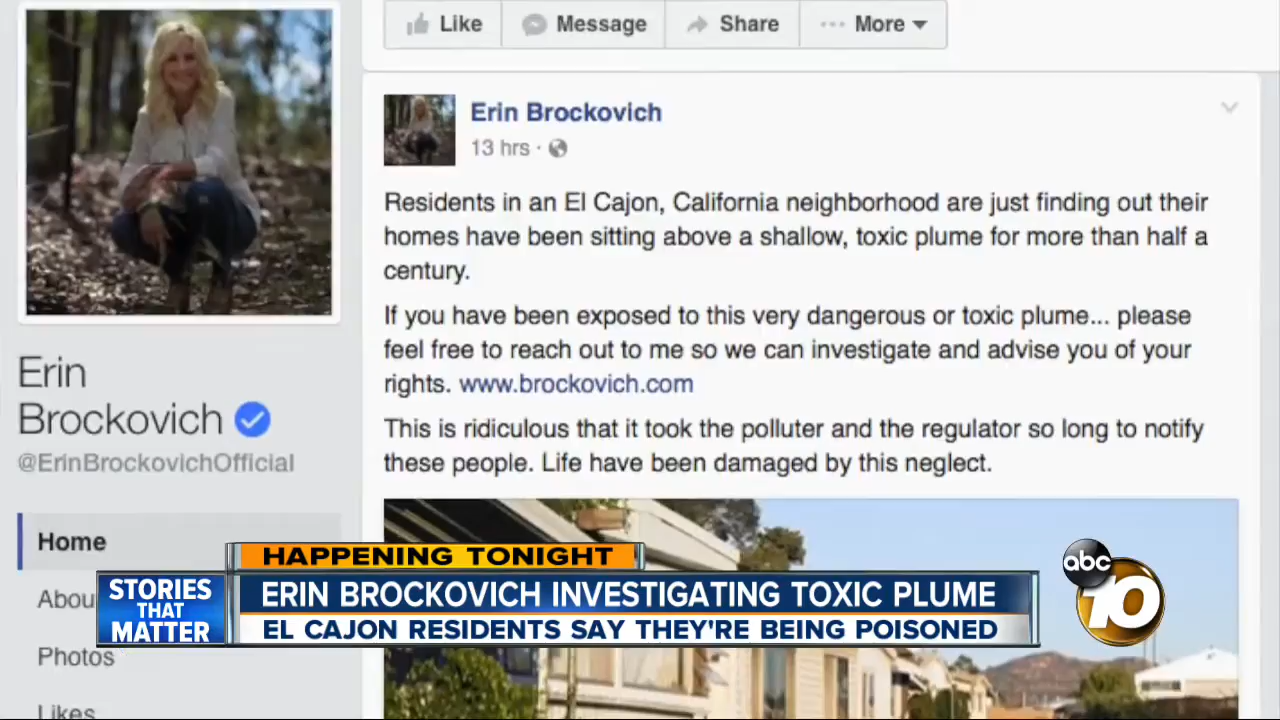 Like
Message
Share
More
Erin Brockovich
13 hrs ·
Residents in an El Cajon, California neighborhood are just finding out their
homes have been sitting above a shallow, toxic plume for more than half a
century.
If you have been exposed to this very dangerous or toxic plume... please
feel free to reach out to me so we can investigate and advise you of your
rights. www.brockovich.com
This is ridiculous that it took the polluter and the regulator so long to notify
these people. Life have been damaged by this neglect.
Erin
Brockovich
@ErinBrockovichOfficial
Home
Abou
Photos
Likes
HAPPENING TONIGHT
STORIES
THAT
MATTER
ERIN BROCKOVICH INVESTIGATING TOXIC PLUME
EL CAJON RESIDENTS SAY THEY'RE BEING POISONED
abc
10